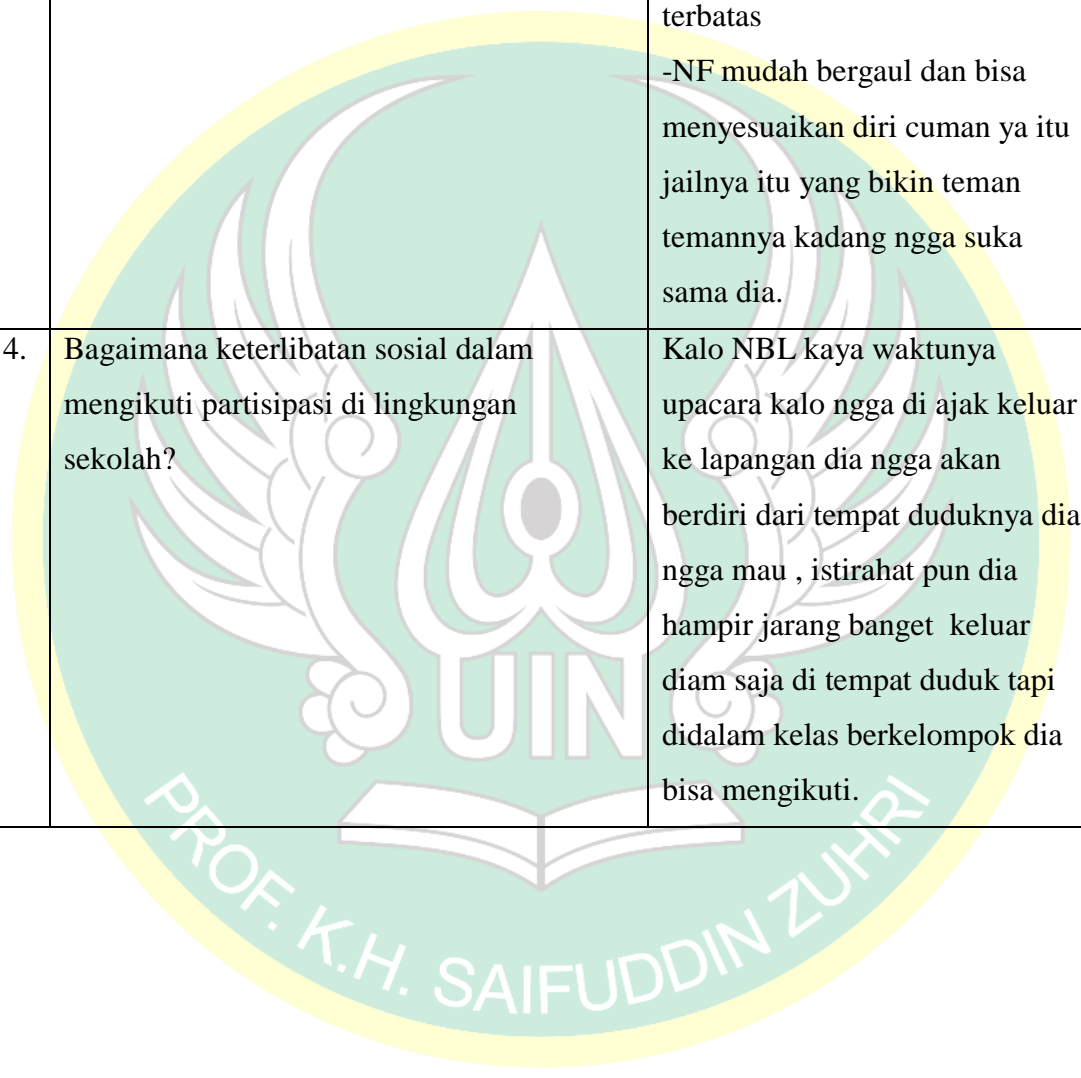 terbatas
-NF mudah bergaul dan bisa
menyesuaikan diri cuman ya itu
jailnya itu yang bikin teman
temannya kadang ngga suka
sama dia.
4.
Bagaimana keterlibatan sosial dalam
mengikuti partisipasi di lingkungan
sekolah?
Kalo NBL kaya waktunya
upacara kalo ngga di ajak keluar
ke lapangan dia ngga akan
berdiri dari tempat duduknya dia
ngga mau , istirahat pun dia
hampir jarang banget keluar
diam saja di tempat duduk tapi
didalam kelas berkelompok dia
bisa mengikuti.
UIN
PROF. K.H. SAIFUDDIN ZUHRI